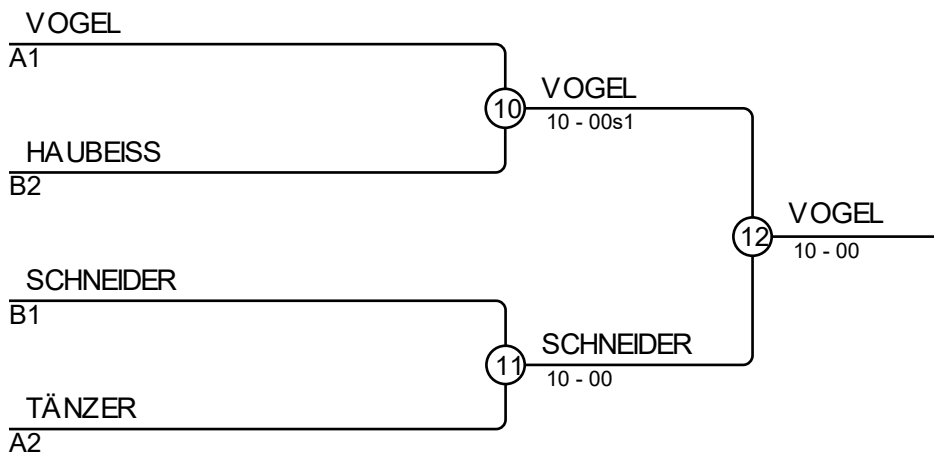 VOGEL
A1
10
VOGEL
10 - 00s1
HAUBEISS
B2
12
VOGEL
10 - 00
SCHNEIDER
B1
11
SCHNEIDER
10 - 00
TÄNZER
A2